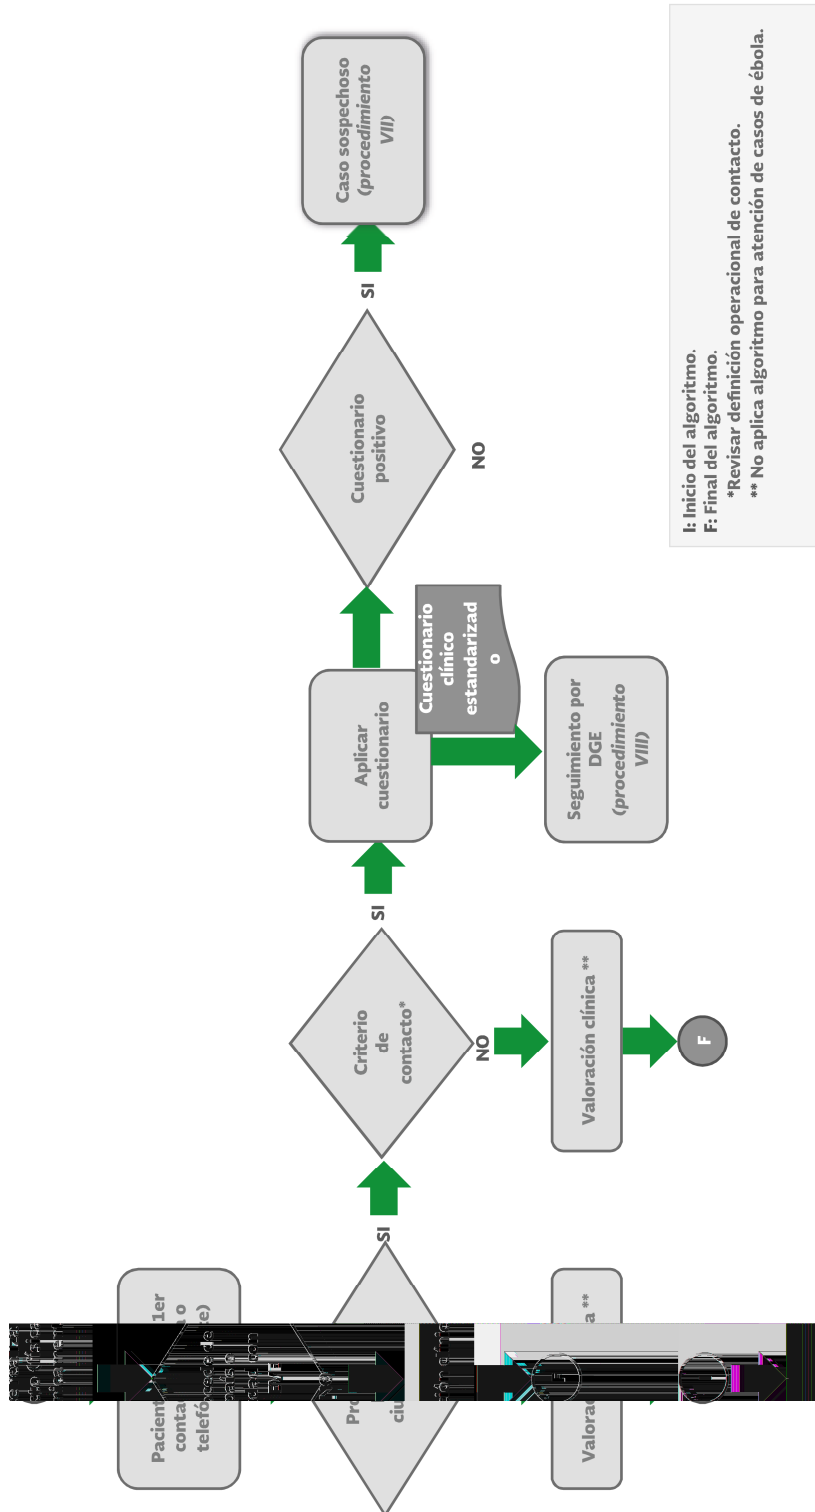 Caso sospechoso
(procedimiento
VII)
SI
Cuestionario
positivo
NO
Aplicar
cuestionario
Cuestionario
clínico
estandarizad
o
Seguimiento por
DGE
(procedimiento
VIII)
SI
Criterio
de
contacto*
NO
Valoración clínica **
F
SI
1er
**
I: Inicio del algoritmo.
F: Final del algoritmo.
*Revisar definición operacional de contacto.
** No aplica algoritmo para atención de casos de ébola.